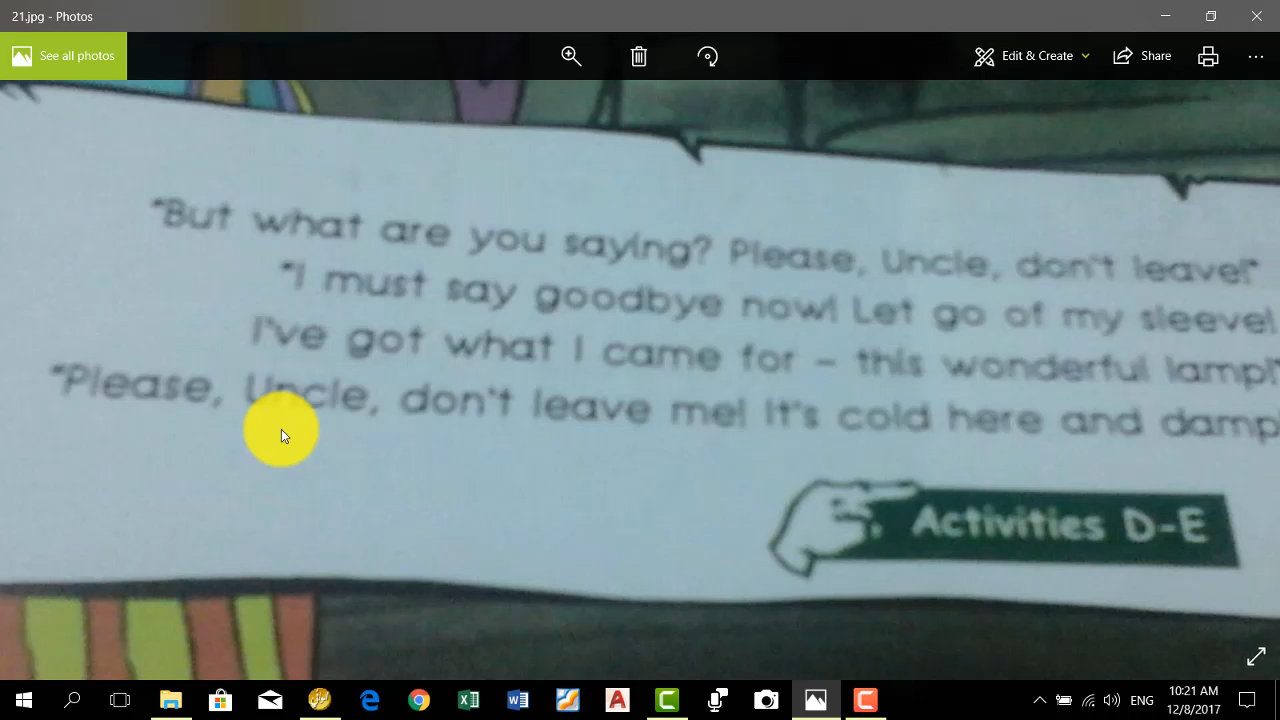 21.jpg - Photos
See all photos
Edit & Create
Share
"But what are you saying? Please, Uncle, don't leave!"
"I must say goodbye now! Let go of my sleeve!
I've got what I came for – this wonderful lamp!"
"Please, Uncle, don't leave me! It's cold here and damp
Activities D-E
ENG
10:21 AM
12/8/2017